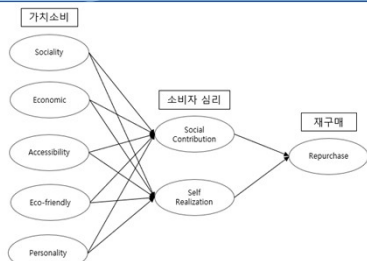 가치소비
Sociality
Economic
Accessibility
Eco-friendly
Personality
소비자 심리
Social
Contribution
Self
Realization
재구매
Repurchase